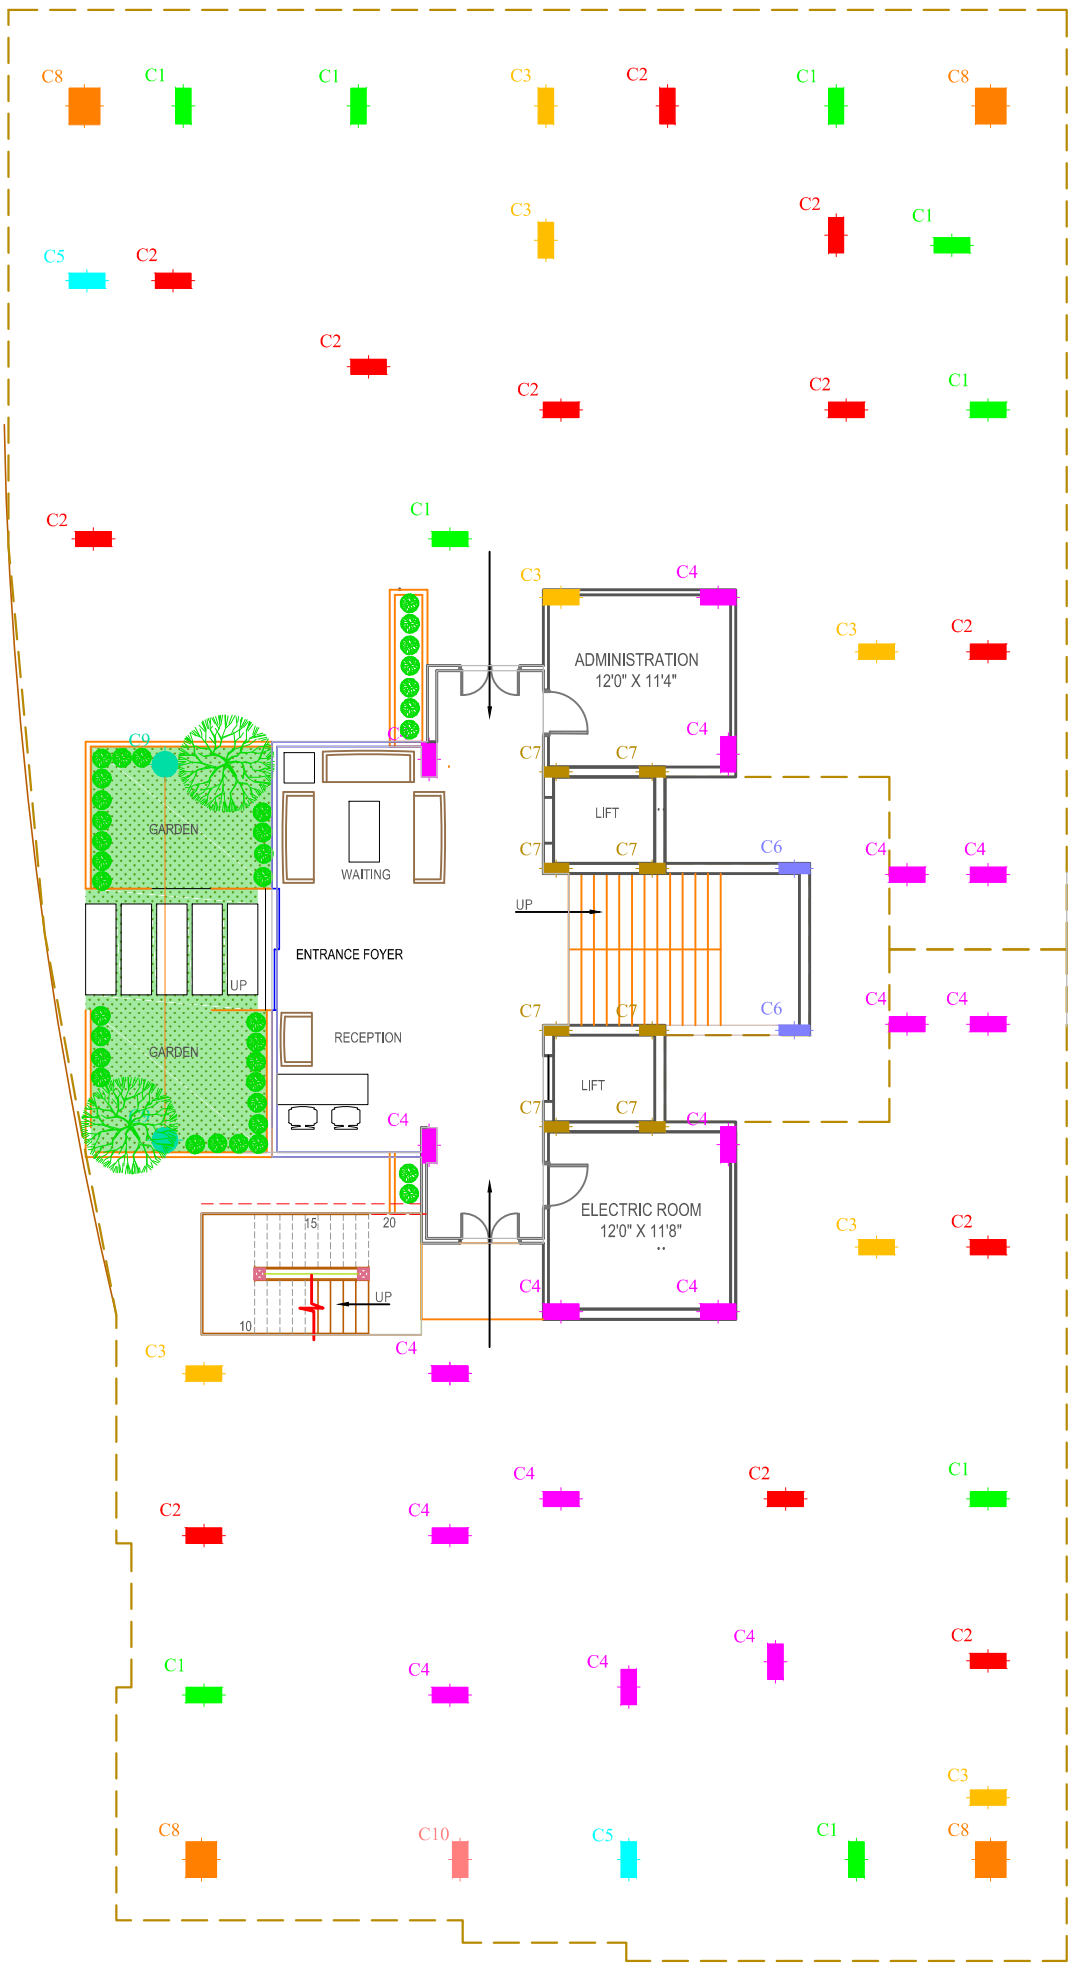 C8
C1
C1
C3
C2
C1
C8
C3
C2
C1
C5
C2
C2
C2
C2
C1
C2
C1
C3
C4
ADMINISTRATION
12'0" X 11'4"
C3
C2
C4
C9
C
C7
C7
LIFT
GARDEN
WAITING
C7
C7
C6
C4
C4
UP
ENTRANCE FOYER
UP
C7
C7
C6
C4
C4
RECEPTION
GARDEN
LIFT
C4
C7
C7
C4
ELECTRIC ROOM
12'0" X 11'8"
15
20
C3
C2
C4
C4
UP
10
C3
C4
C4
C2
C1
C2
C4
C4
C2
C1
C4
C4
C3
C8
C10
C5
C1
C8